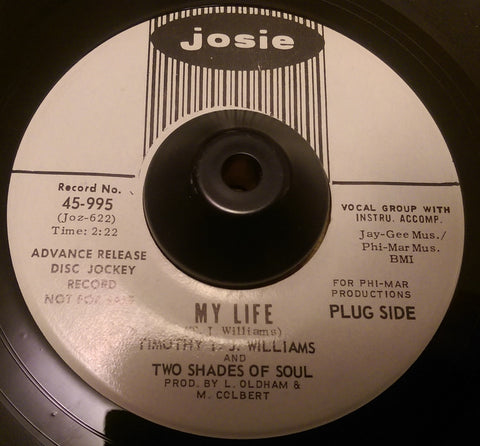 josie
Record No.
45-995
(Joz-622)
Time: 2:22
ADVANCE RELEASE
DISC JOCKEY
RECORD
NOT FOR SALE
VOCAL GROUP WITH
INSTRU. ACCOMP.
Jay-Gee Mus./
Phi-Mar Mus.
BMI
FOR PHI-MAR
PRODUCTIONS
PLUG SIDE
MY LIFE
(T. J. Williams)
TIMOTHY T. J. WILLIAMS
AND
TWO SHADES OF SOUL
PROD. BY L. OLDHAM &
M. COLBERT